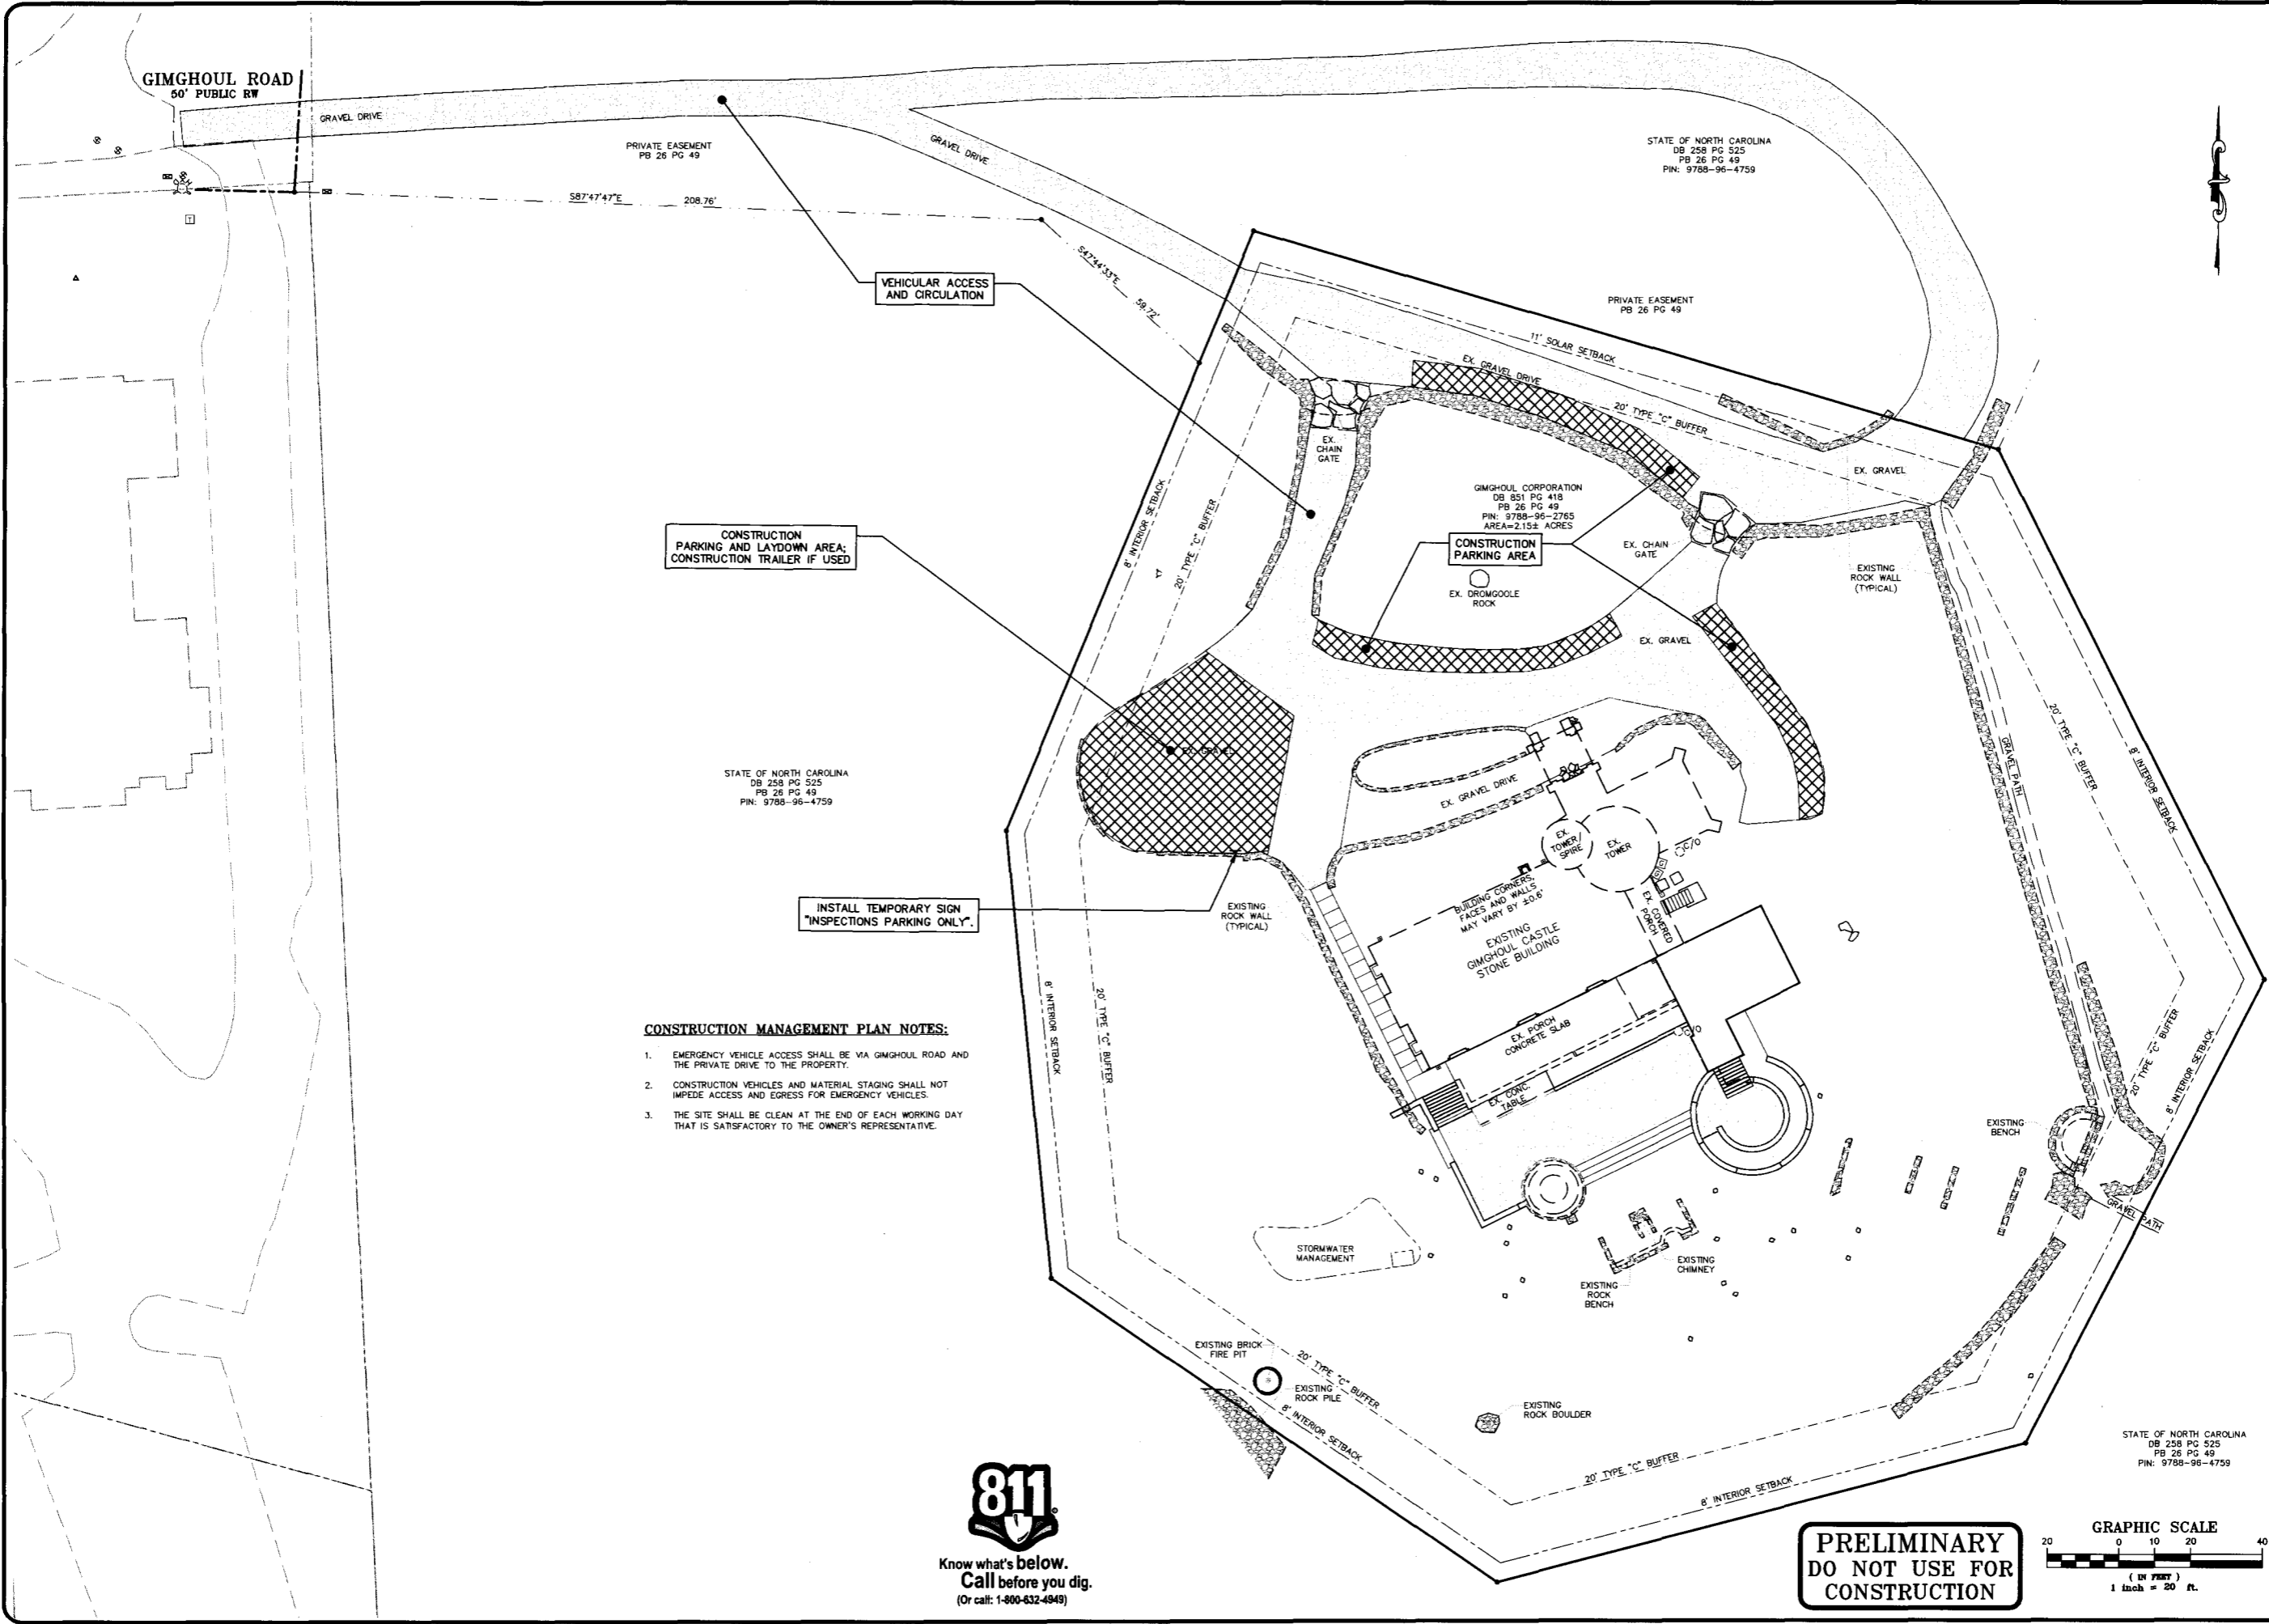 GIMGHOUL ROAD
50' PUBLIC RW
GRAVEL DRIVE
PRIVATE EASEMENT
PB 26 PG 49
GRAVEL DRIVE
STATE OF NORTH CAROLINA
DB 258 PG 525
PB 26 PG 49
PIN: 9788-96-4759
S87°47'47"E 208.76'
S47°44'33"E 59.72'
VEHICULAR ACCESS
AND CIRCULATION
PRIVATE EASEMENT
PB 26 PG 49
11' SOLAR SETBACK
EX. GRAVEL DRIVE
20' TYPE "C" BUFFER
EX.
CHAIN
GATE
EX. GRAVEL
GIMGHOUL CORPORATION
DB 851 PG 418
PB 26 PG 49
PIN: 9788-96-2765
AREA=2.15± ACRES
8' INTERIOR SETBACK
20' TYPE "C" BUFFER
CONSTRUCTION
PARKING AND LAYDOWN AREA;
CONSTRUCTION TRAILER IF USED
CONSTRUCTION
PARKING AREA
EX. CHAIN
GATE
EXISTING
ROCK WALL
(TYPICAL)
EX. DROMGOOLE
ROCK
EX. GRAVEL
EX. GRAVEL
20' TYPE "C" BUFFER
8' INTERIOR SETBACK
GRAVEL PATH
STATE OF NORTH CAROLINA
DB 258 PG 525
PB 26 PG 49
PIN: 9788-96-4759
EX. GRAVEL DRIVE
EX.
TOWER/
SPIRE
EX.
TOWER
C/O
INSTALL TEMPORARY SIGN
"INSPECTIONS PARKING ONLY".
EXISTING
ROCK WALL
(TYPICAL)
BUILDING CORNERS,
FACES AND WALLS
MAY VARY BY ±0.6'
EXISTING
GIMGHOUL CASTLE
STONE BUILDING
EX. COVERED
PORCH
8' INTERIOR SETBACK
20' TYPE "C" BUFFER
EX. PORCH
CONCRETE SLAB
C/O
EX. CONC.
TABLE
20' TYPE "C" BUFFER
8' INTERIOR SETBACK
CONSTRUCTION MANAGEMENT PLAN NOTES:
1. EMERGENCY VEHICLE ACCESS SHALL BE VIA GIMGHOUL ROAD AND
THE PRIVATE DRIVE TO THE PROPERTY.
2. CONSTRUCTION VEHICLES AND MATERIAL STAGING SHALL NOT
IMPEDE ACCESS AND EGRESS FOR EMERGENCY VEHICLES.
3. THE SITE SHALL BE CLEAN AT THE END OF EACH WORKING DAY
THAT IS SATISFACTORY TO THE OWNER'S REPRESENTATIVE.
EXISTING
BENCH
GRAVEL PATH
STORMWATER
MANAGEMENT
EXISTING
CHIMNEY
EXISTING
ROCK
BENCH
EXISTING BRICK
FIRE PIT
EXISTING
ROCK PILE
20' TYPE "C" BUFFER
8' INTERIOR SETBACK
EXISTING
ROCK BOULDER
20' TYPE "C" BUFFER
8' INTERIOR SETBACK
STATE OF NORTH CAROLINA
DB 258 PG 525
PB 26 PG 49
PIN: 9788-96-4759
811
Know what's below.
Call before you dig.
(Or call: 1-800-632-4949)
PRELIMINARY
DO NOT USE FOR
CONSTRUCTION
GRAPHIC SCALE
20 0 10 20 40
( IN FEET )
1 inch = 20 ft.